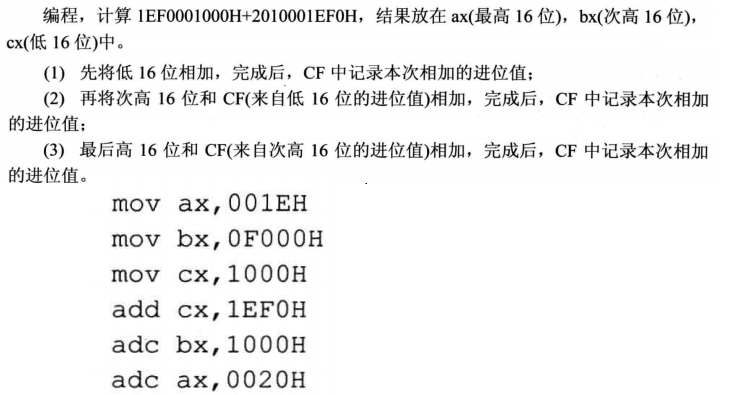 编程，计算 1EF0001000H+2010001EF0H，结果放在 ax(最高 16 位)，bx(次高 16 位)，
cx(低 16 位)中。
(1) 先将低 16 位相加，完成后，CF 中记录本次相加的进位值；
(2) 再将次高 16 位和 CF(来自低 16 位的进位值)相加，完成后，CF 中记录本次相加
的进位值；
(3) 最后高 16 位和 CF(来自次高 16 位的进位值)相加，完成后，CF 中记录本次相加
的进位值。
mov ax,001EH
mov bx,0F000H
mov cx,1000H
add cx,1EF0H
adc bx,1000H
adc ax,0020H